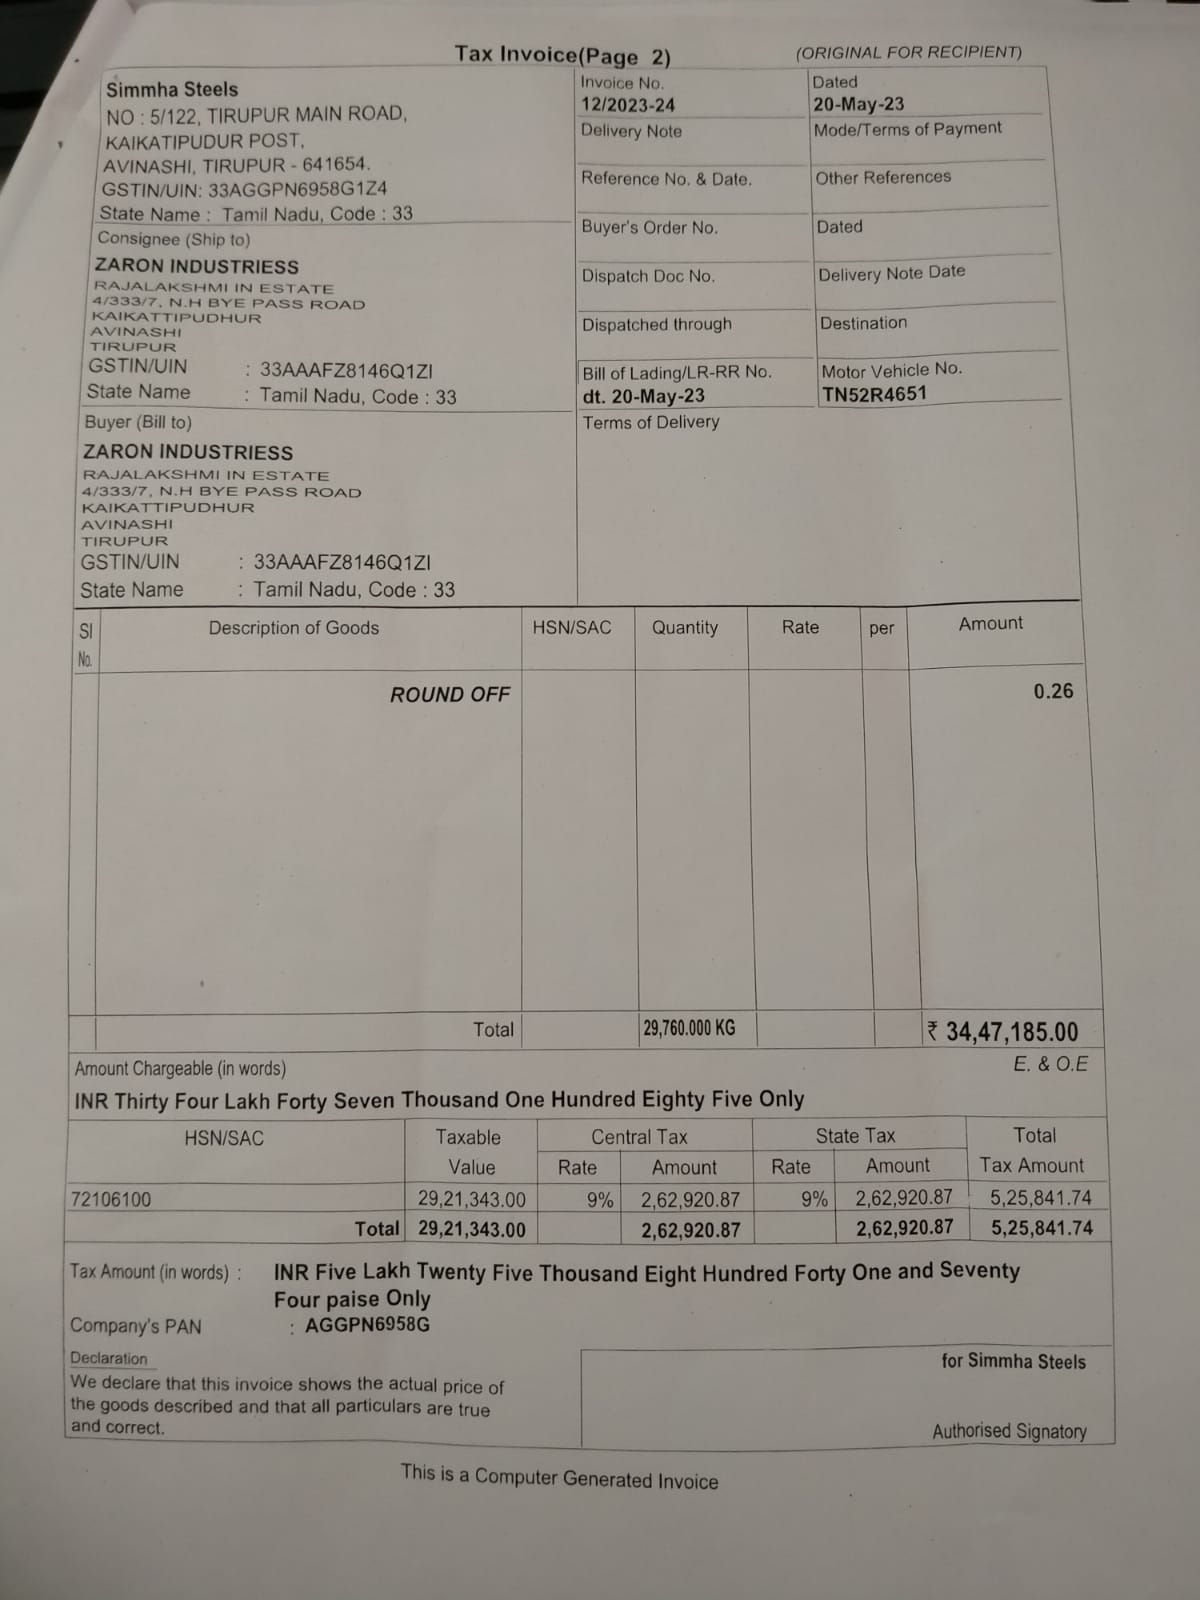 Tax Invoice(Page 2)
(ORIGINAL FOR RECIPIENT)
Simmha Steels
NO : 5/122, TIRUPUR MAIN ROAD,
KAIKATIPUDUR POST,
AVINASHI, TIRUPUR - 641654.
GSTIN/UIN: 33AGGPN6958G1Z4
State Name : Tamil Nadu, Code : 33
Invoice No.
12/2023-24
Dated
20-May-23
Delivery Note
Mode/Terms of Payment
Reference No. & Date.
Other References
Buyer's Order No.
Dated
Dispatch Doc No.
Delivery Note Date
Dispatched through
Destination
Bill of Lading/LR-RR No.
dt. 20-May-23
Motor Vehicle No.
TN52R4651
Terms of Delivery
Consignee (Ship to)
ZARON INDUSTRIESS
RAJALAKSHMI IN ESTATE
4/333/7, N.H BYE PASS ROAD
KAIKATTIPUDHUR
AVINASHI
TIRUPUR
GSTIN/UIN : 33AAAFZ8146Q1ZI
State Name : Tamil Nadu, Code : 33
Buyer (Bill to)
ZARON INDUSTRIESS
RAJALAKSHMI IN ESTATE
4/333/7, N.H BYE PASS ROAD
KAIKATTIPUDHUR
AVINASHI
TIRUPUR
GSTIN/UIN : 33AAAFZ8146Q1ZI
State Name : Tamil Nadu, Code : 33
Sl No. Description of Goods HSN/SAC Quantity Rate per Amount
ROUND OFF 0.26
Total 29,760.000 KG ₹ 34,47,185.00
Amount Chargeable (in words) E. & O.E
INR Thirty Four Lakh Forty Seven Thousand One Hundred Eighty Five Only
HSN/SAC Taxable Central Tax State Tax Total
Value Rate Amount Rate Amount Tax Amount
72106100 29,21,343.00 9% 2,62,920.87 9% 2,62,920.87 5,25,841.74
Total 29,21,343.00 2,62,920.87 2,62,920.87 5,25,841.74
Tax Amount (in words) : INR Five Lakh Twenty Five Thousand Eight Hundred Forty One and Seventy
Four paise Only
Company's PAN : AGGPN6958G
Declaration
We declare that this invoice shows the actual price of
the goods described and that all particulars are true
and correct.
for Simmha Steels
Authorised Signatory
This is a Computer Generated Invoice